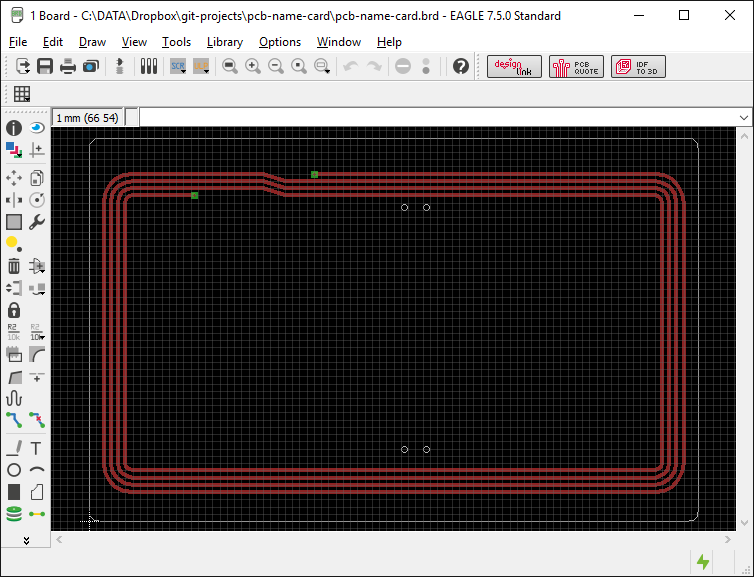 1 Board - C:\DATA\Dropbox\git-projects\pcb-name-card\pcb-name-card.brd - EAGLE 7.5.0 Standard
File Edit Draw View Tools Library Options Window Help
SCR
design link
PCB QUOTE
IDF TO 3D
1 mm (66 54)
R2 R2
10k 10k
T